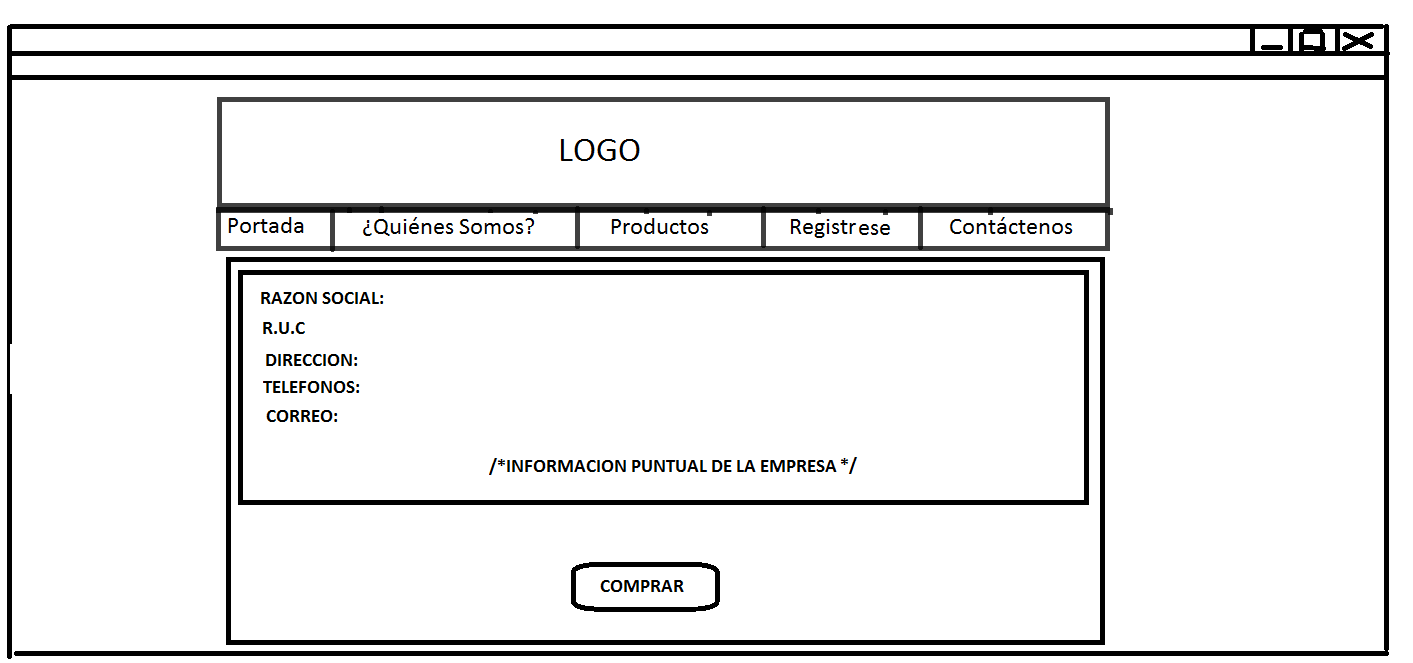 LOGO
Portada ¿Quiénes Somos? Productos Registrese Contáctenos
RAZON SOCIAL:
R.U.C
DIRECCION:
TELEFONOS:
CORREO:
/*INFORMACION PUNTUAL DE LA EMPRESA */
COMPRAR